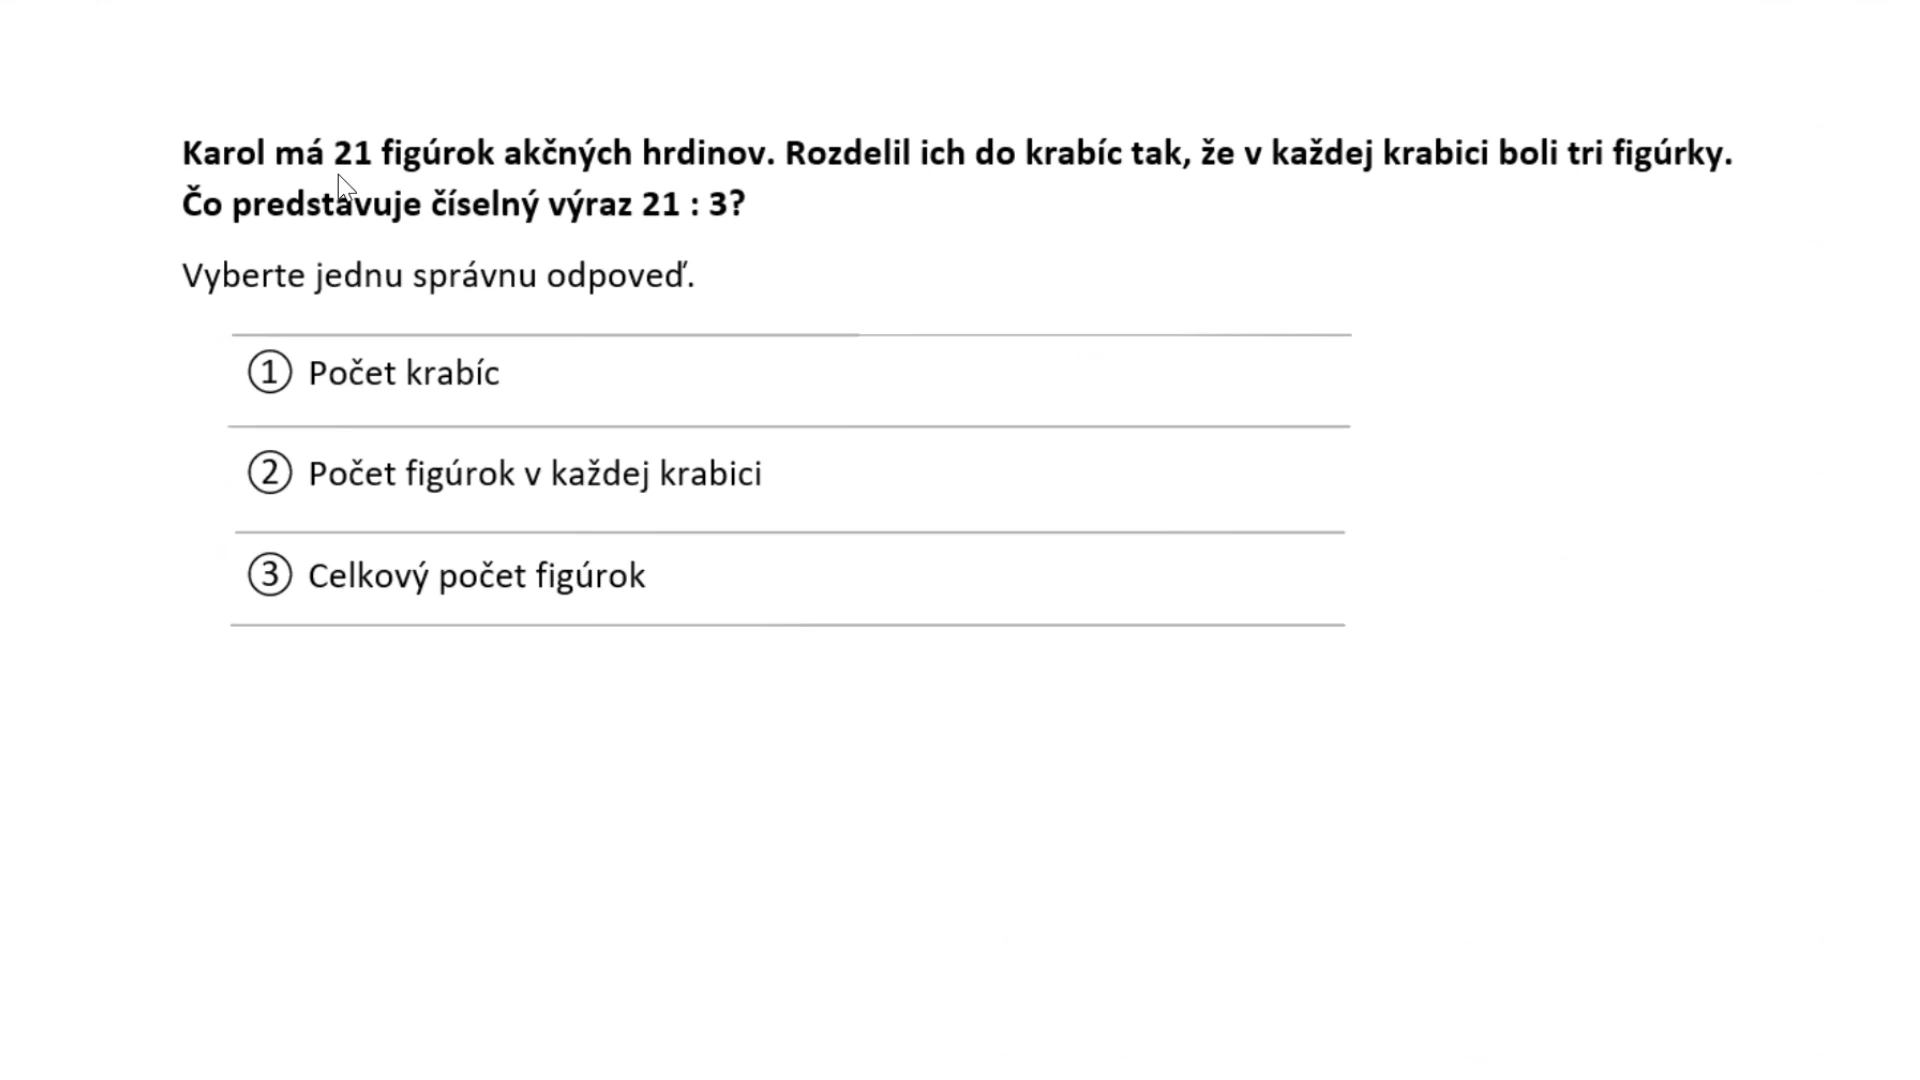 Karol má 21 figúrok akčných hrdinov. Rozdelil ich do krabíc tak, že v každej krabici boli tri figúrky.
Čo predstavuje číselný výraz 21 : 3?
Vyberte jednu správnu odpoveď.
① Počet krabíc
② Počet figúrok v každej krabici
③ Celkový počet figúrok